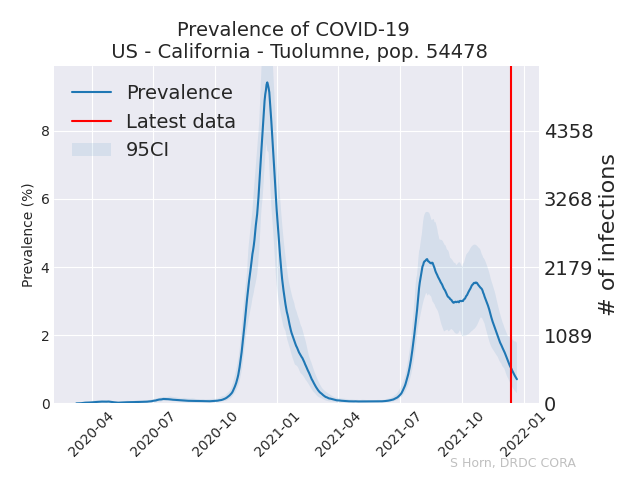 Prevalence of COVID-19
US - California - Tuolumne, pop. 54478
Prevalence
Latest data
95CI
Prevalence (%)
8
6
4
2
0
4358
3268
2179
1089
0
# of infections
2020-04
2020-07
2020-10
2021-01
2021-04
2021-07
2021-10
2022-01
S Horn, DRDC CORA